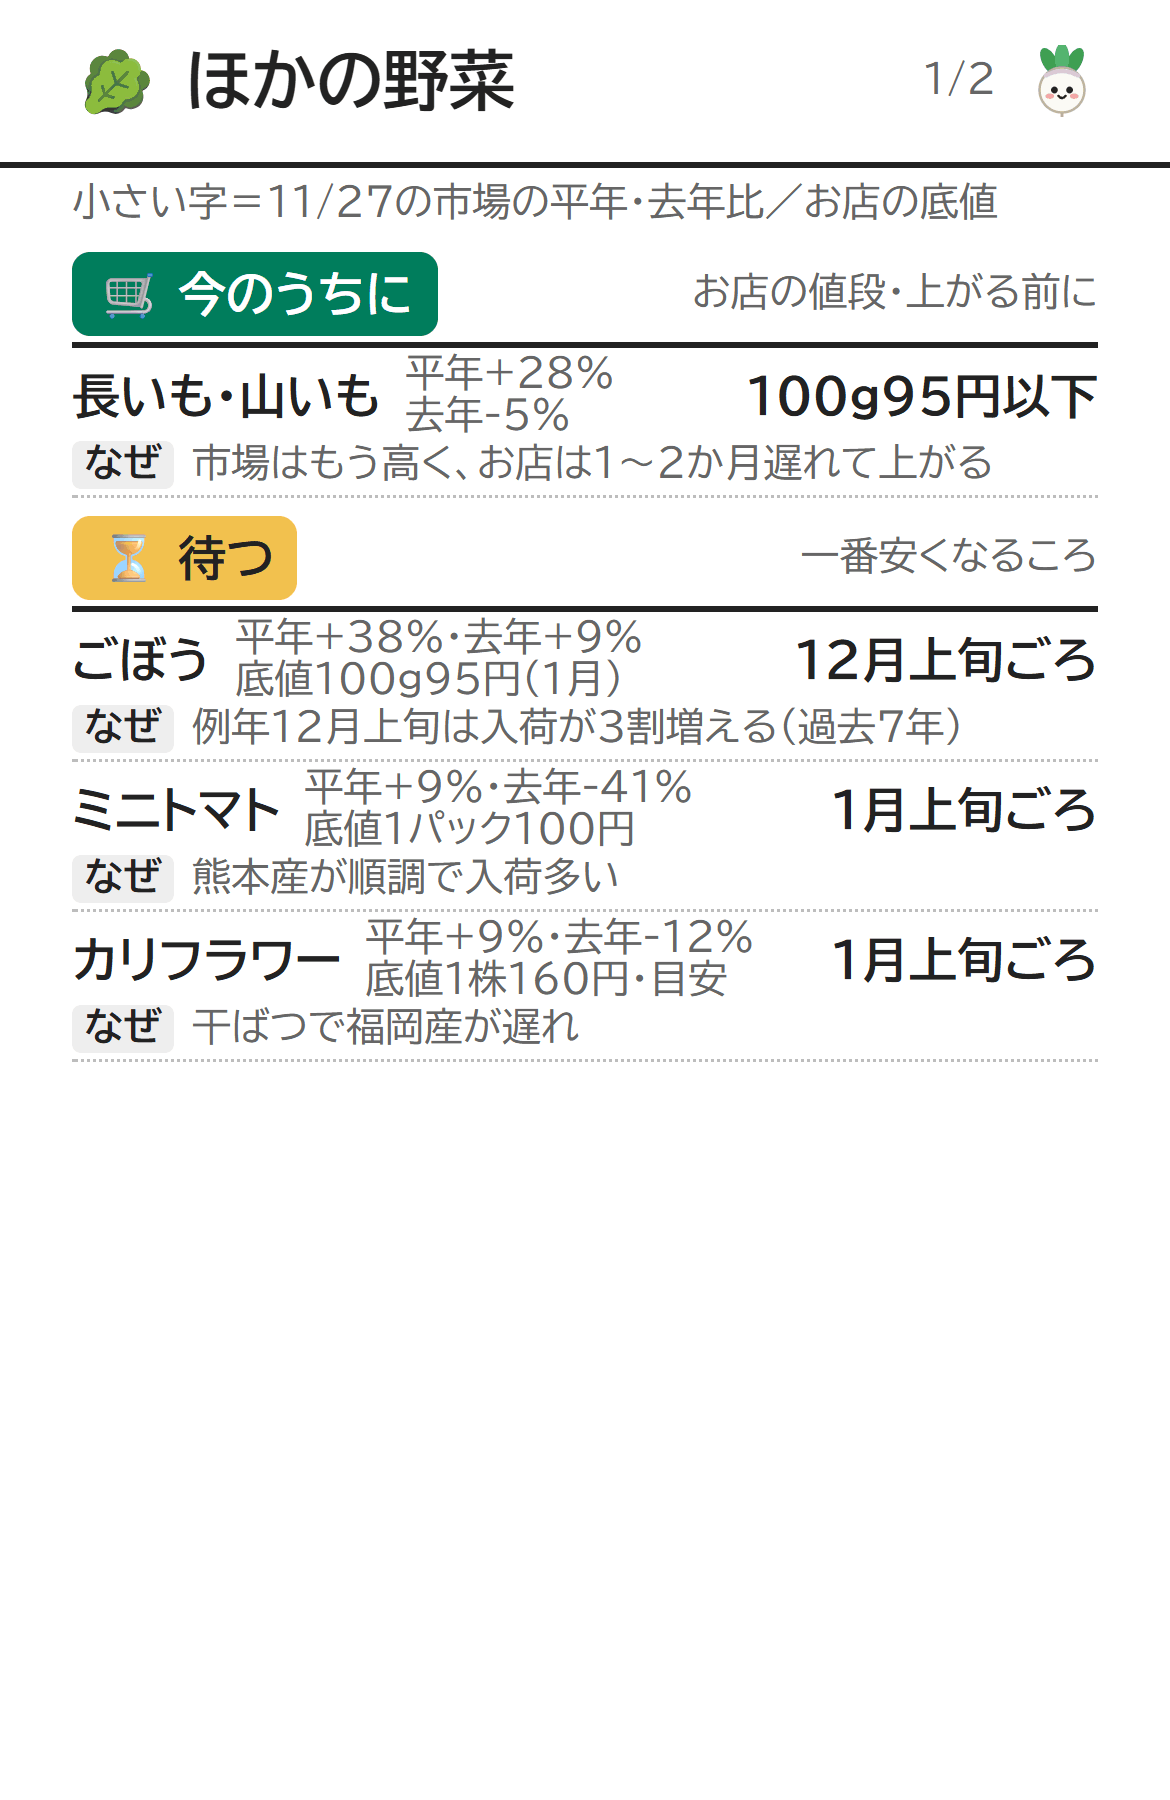 ほかの野菜
1/2
小さい字=11/27の市場の平年・去年比／お店の底値
今のうちに
お店の値段・上がる前に
長いも・山いも
平年+28%
去年-5%
100g95円以下
なぜ 市場はもう高く、お店は1〜2か月遅れて上がる
待つ
一番安くなるころ
ごぼう
平年+38%・去年+9%
底値100g95円(1月)
12月上旬ごろ
なぜ 例年12月上旬は入荷が3割増える(過去7年)
ミニトマト
平年+9%・去年-41%
底値1パック100円
1月上旬ごろ
なぜ 熊本産が順調で入荷多い
カリフラワー
平年+9%・去年-12%
底値1株160円・目安
1月上旬ごろ
なぜ 干ばつで福岡産が遅れ